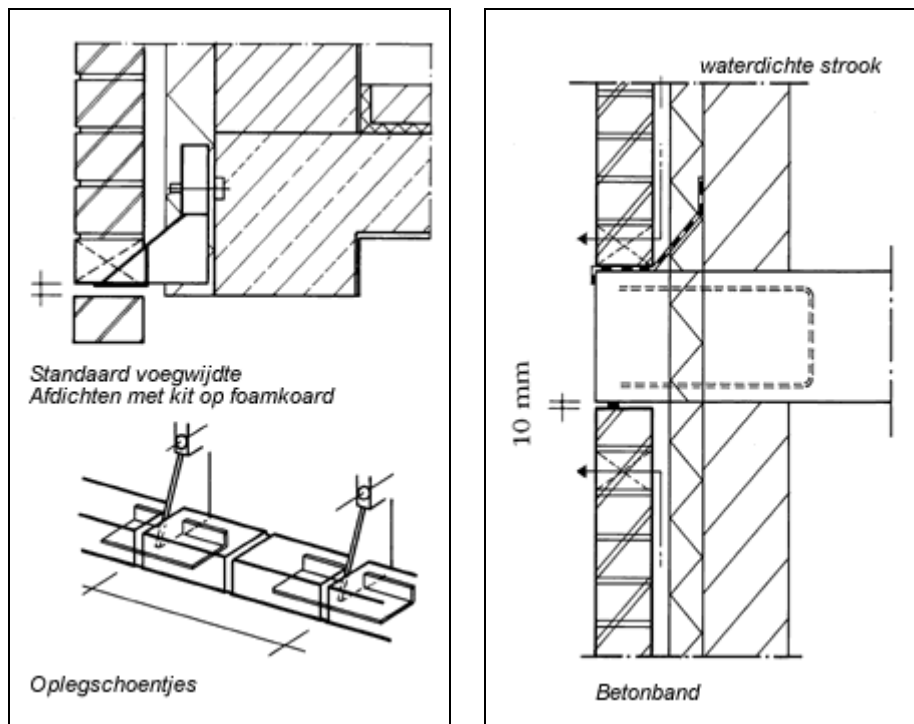 Standaard voegwijdte
Afdichten met kit op foamkoard
Oplegschoentjes
waterdichte strook
10 mm
Betonband